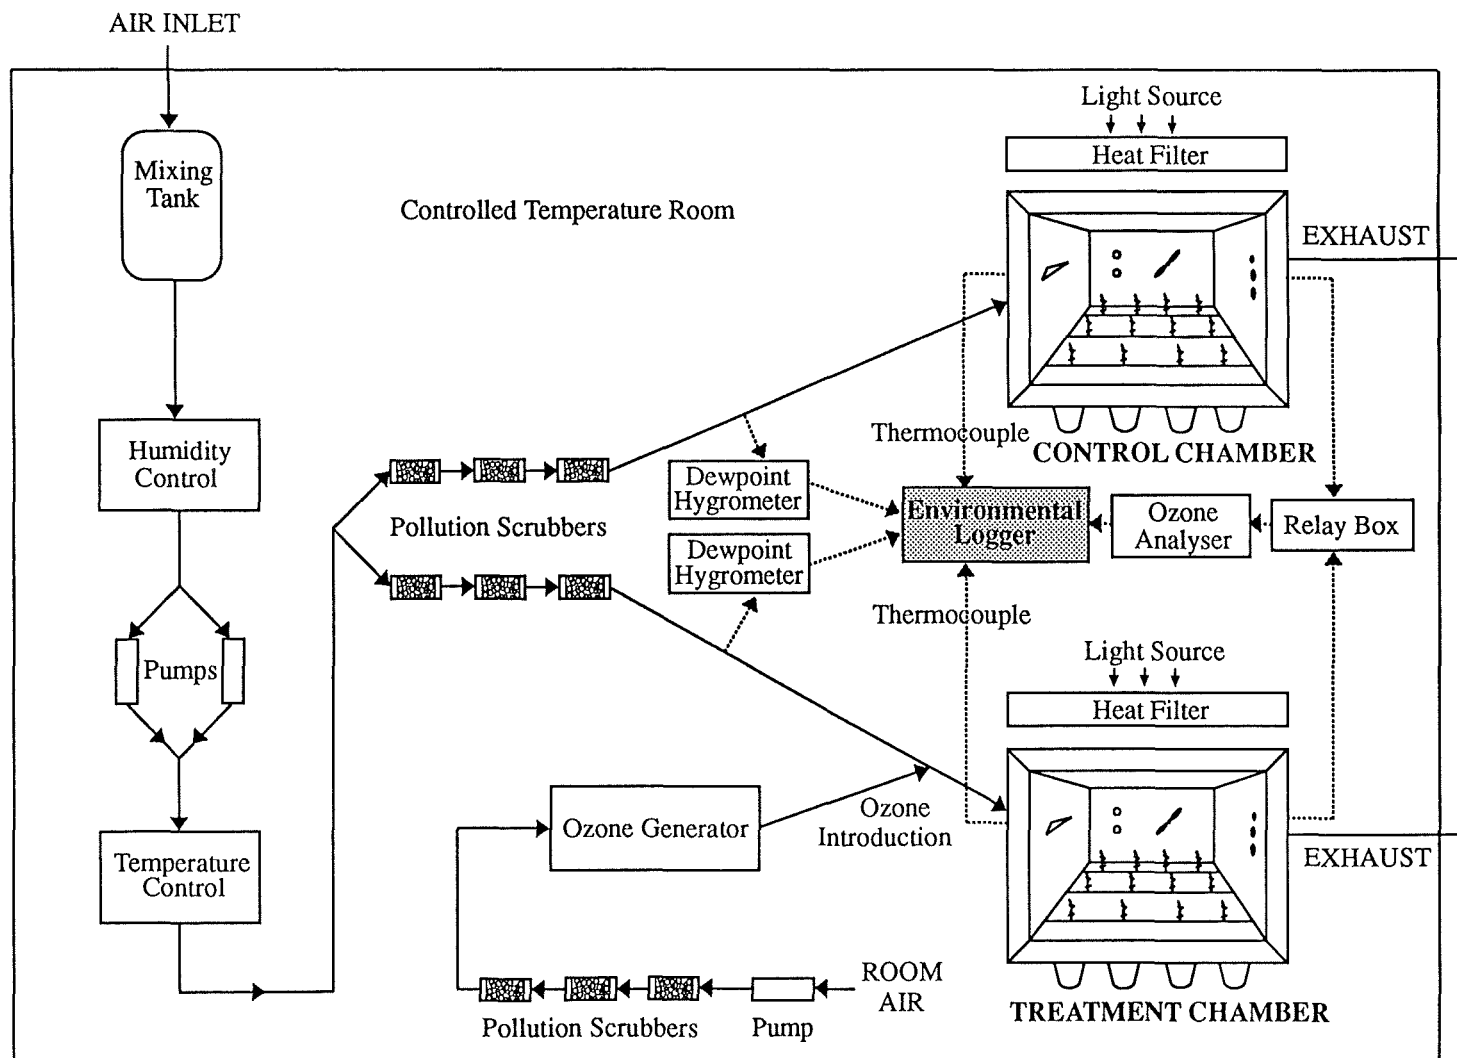 AIR INLET
Mixing
Tank
Humidity
Control
Pumps
Temperature
Control
Controlled Temperature Room
Pollution Scrubbers
Dewpoint
Hygrometer
Dewpoint
Hygrometer
Light Source
Heat Filter
EXHAUST
Thermocouple
CONTROL CHAMBER
Environmental
Logger
Ozone
Analyser
Relay Box
Thermocouple
Light Source
Heat Filter
Ozone Generator
Ozone
Introduction
EXHAUST
TREATMENT CHAMBER
ROOM
AIR
Pollution Scrubbers
Pump